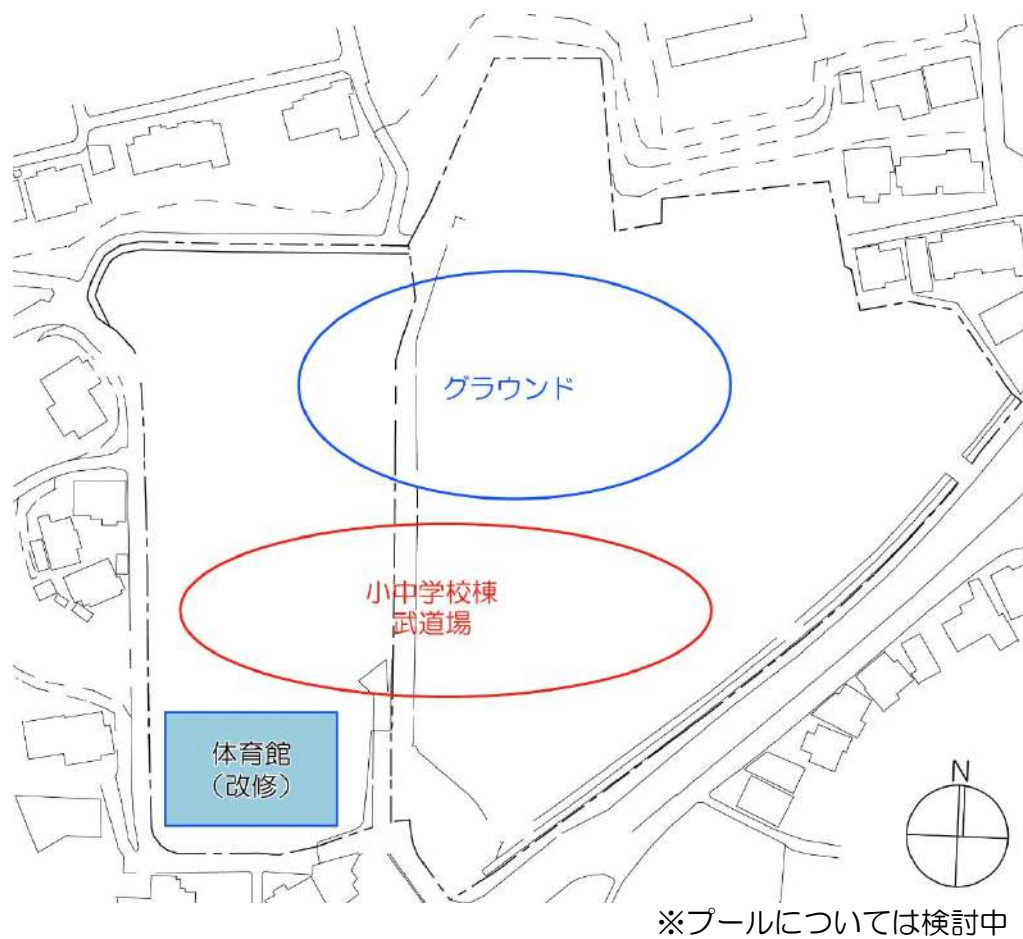 グラウンド
小中学校棟
武道場
体育館
（改修）
N
※プールについては検討中